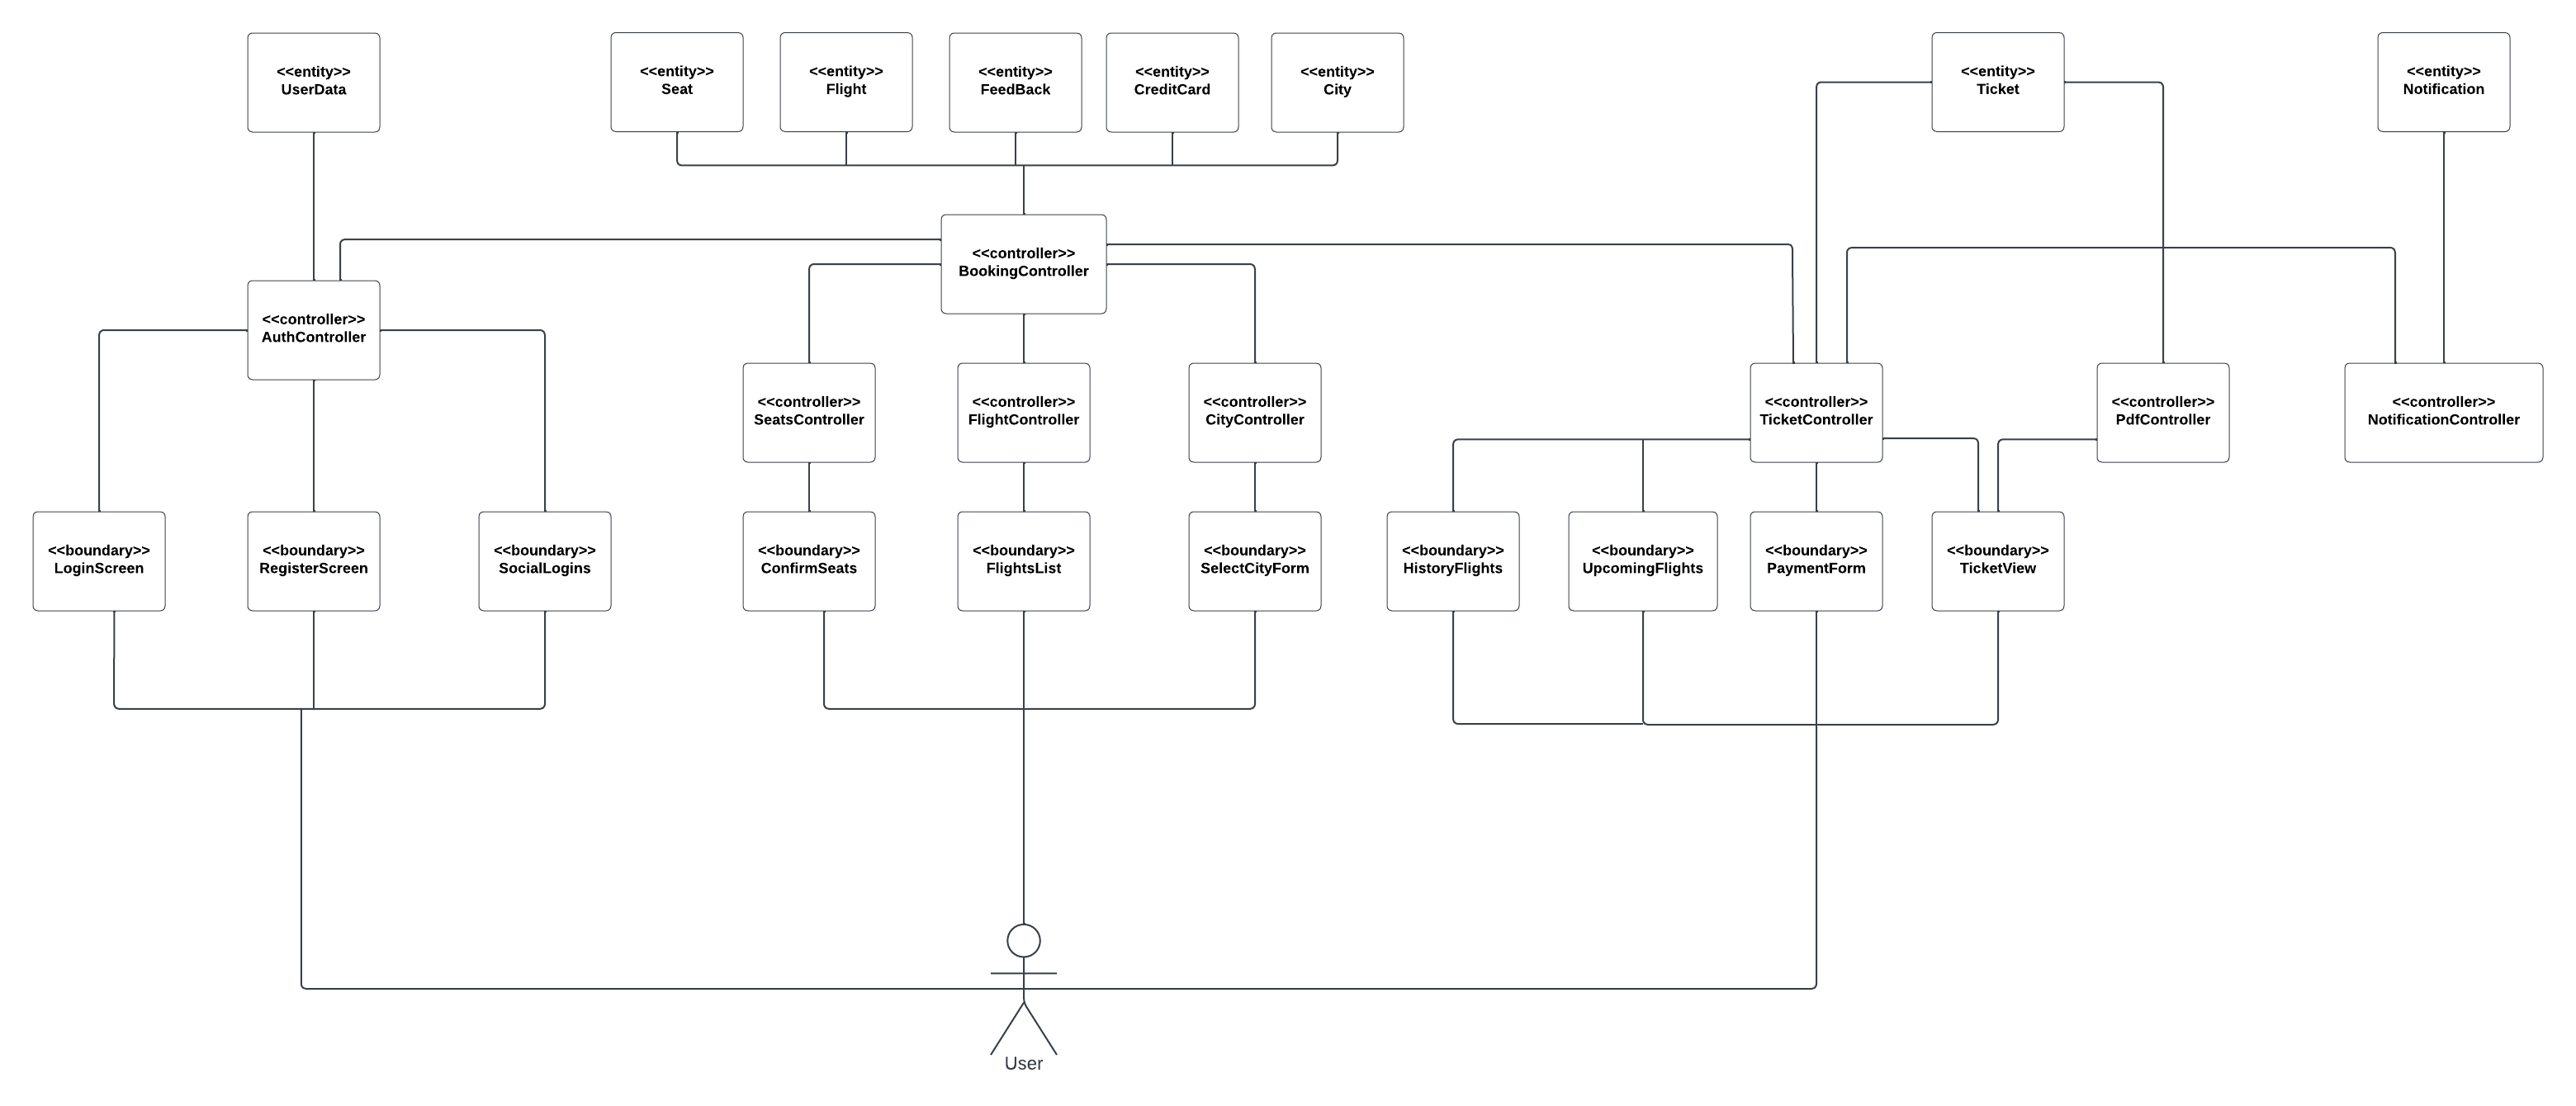 <<entity>>
UserData
<<entity>>
Seat
<<entity>>
Flight
<<entity>>
FeedBack
<<entity>>
CreditCard
<<entity>>
City
<<entity>>
Ticket
<<entity>>
Notification
<<controller>>
BookingController
<<controller>>
AuthController
<<controller>>
SeatsController
<<controller>>
FlightController
<<controller>>
CityController
<<controller>>
TicketController
<<controller>>
PdfController
<<controller>>
NotificationController
<<boundary>>
LoginScreen
<<boundary>>
RegisterScreen
<<boundary>>
SocialLogins
<<boundary>>
ConfirmSeats
<<boundary>>
FlightsList
<<boundary>>
SelectCityForm
<<boundary>>
HistoryFlights
<<boundary>>
UpcomingFlights
<<boundary>>
PaymentForm
<<boundary>>
TicketView
User